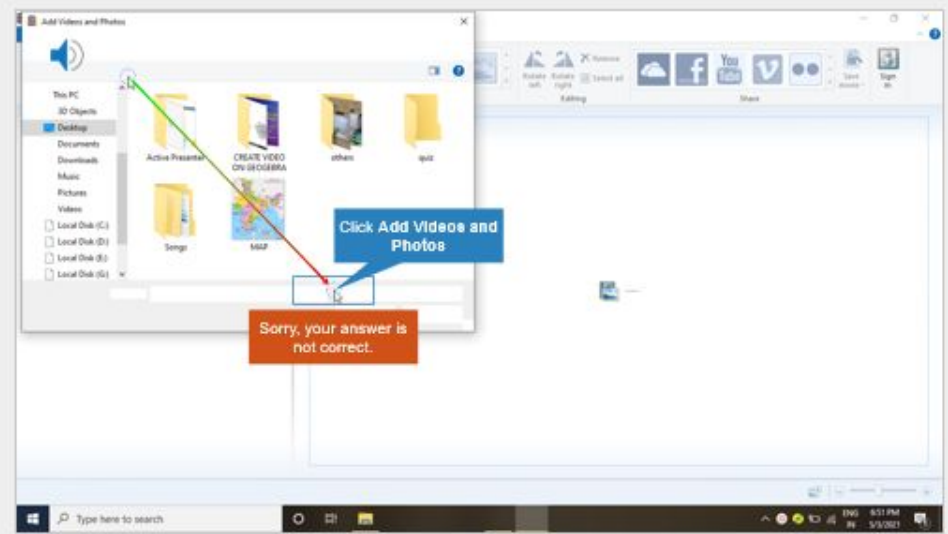 Add Videos and Photos
This PC
3D Objects
Desktop
Documents
Downloads
Music
Pictures
Videos
Local Disk (C:)
Local Disk (D:)
Local Disk (E:)
Local Disk (G:)
Active Presenter
CREATE VIDEO
ON GEOGEBRA
others
quiz
Songs
MAP
Click Add Videos and
Photos
Sorry, your answer is
not correct.
Rotate
left
Rotate
right
Remove
Select all
Editing
You
Tube
Share
Save
movie
Sign
in
Type here to search
ENG
IN
6:51 PM
5/3/2021